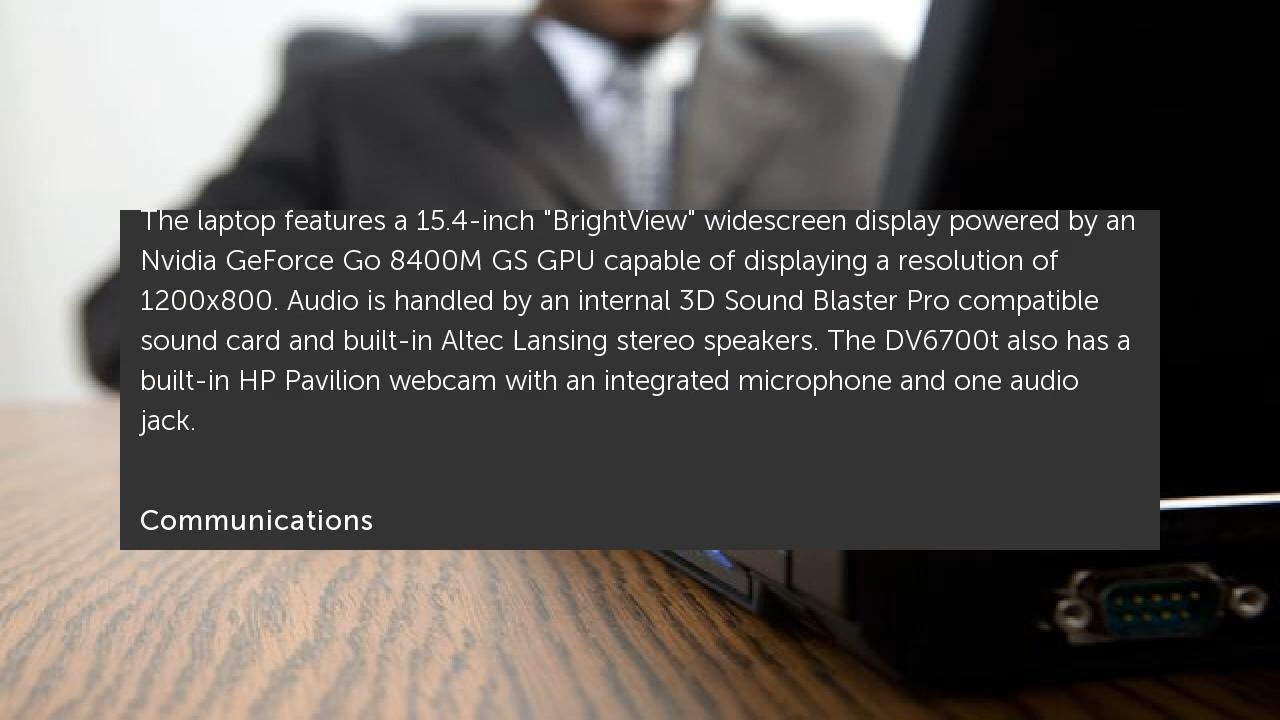 The laptop features a 15.4-inch "BrightView" widescreen display powered by an
Nvidia GeForce Go 8400M GS GPU capable of displaying a resolution of
1200x800. Audio is handled by an internal 3D Sound Blaster Pro compatible
sound card and built-in Altec Lansing stereo speakers. The DV6700t also has a
built-in HP Pavilion webcam with an integrated microphone and one audio
jack.
Communications